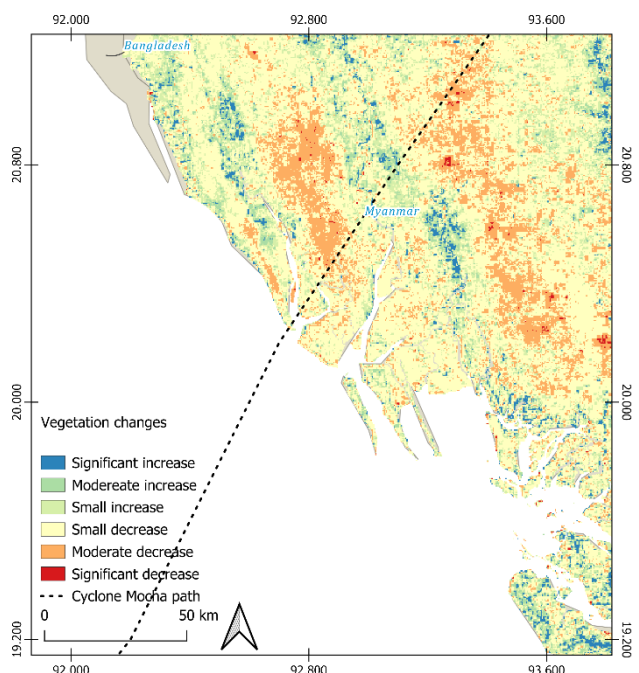 92.000 92.800 93.600
Bangladesh
20.800 20.800
Myanmar
20.000 20.000
Vegetation changes
Significant increase
Modereate increase
Small increase
Small decrease
Moderate decrease
Significant decrease
Cyclone Mocha path
0 50 km
19.200 19.200
92.000 92.800 93.600